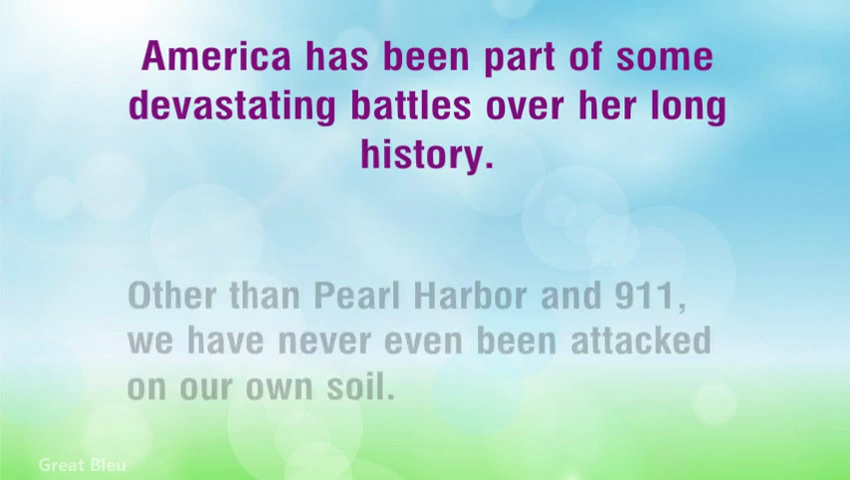 America has been part of some
devastating battles over her long
history.
Other than Pearl Harbor and 911,
we have never even been attacked
on our own soil.
Great Bleu